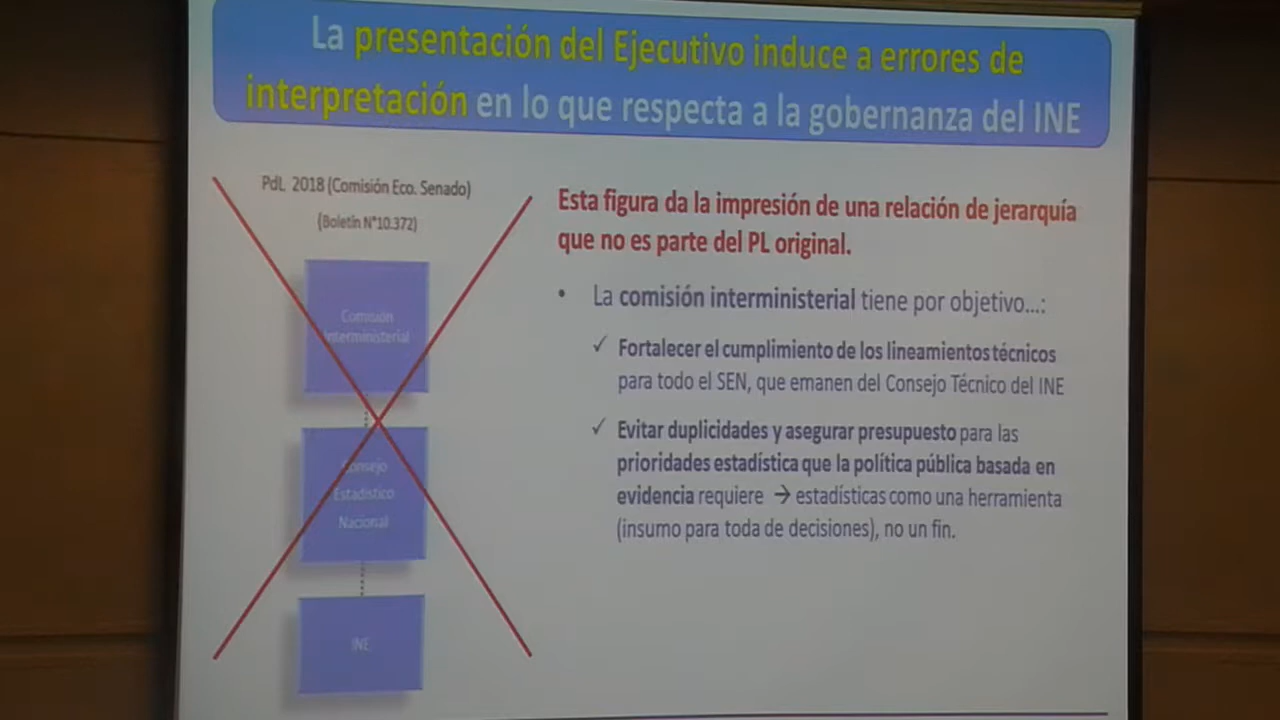 La presentación del Ejecutivo induce a errores de
interpretación en lo que respecta a la gobernanza del INE
PdL 2018 (Comisión Eco. Senado)
(Boletín N°10.372)
Comisión
Interministerial
Consejo
Estadístico
Nacional
INE
Esta figura da la impresión de una relación de jerarquía
que no es parte del PL original.
• La comisión interministerial tiene por objetivo...:
✓ Fortalecer el cumplimiento de los lineamientos técnicos
para todo el SEN, que emanen del Consejo Técnico del INE
✓ Evitar duplicidades y asegurar presupuesto para las
prioridades estadística que la política pública basada en
evidencia requiere → estadísticas como una herramienta
(insumo para toda de decisiones), no un fin.